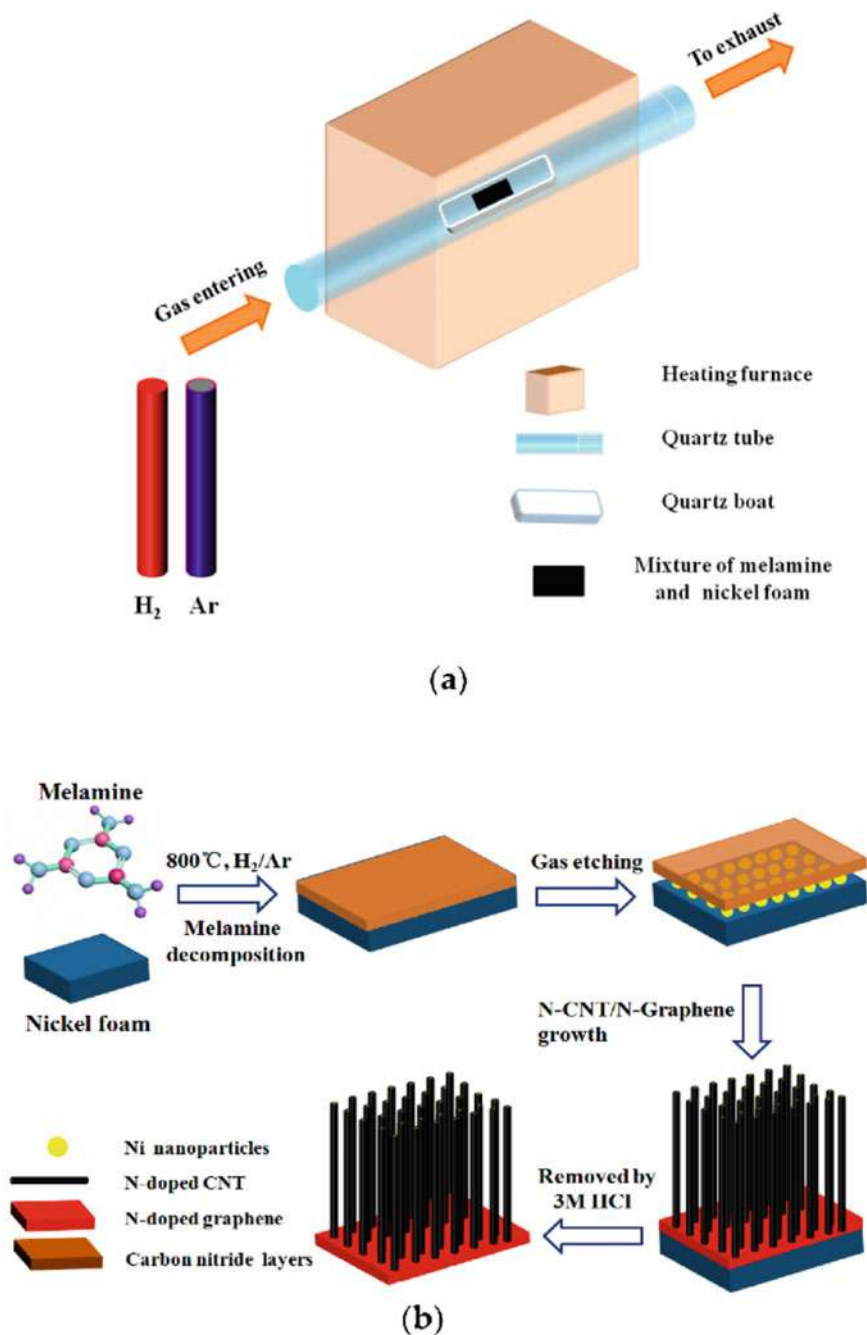 To exhaust
Gas entering
H₂ Ar
Heating furnace
Quartz tube
Quartz boat
Mixture of melamine
and nickel foam
(a)
Melamine
Nickel foam
800℃, H₂/Ar
Melamine
decomposition
Gas etching
N-CNT/N-Graphene
growth
Removed by
3M HCl
Ni nanoparticles
N-doped CNT
N-doped graphene
Carbon nitride layers
(b)